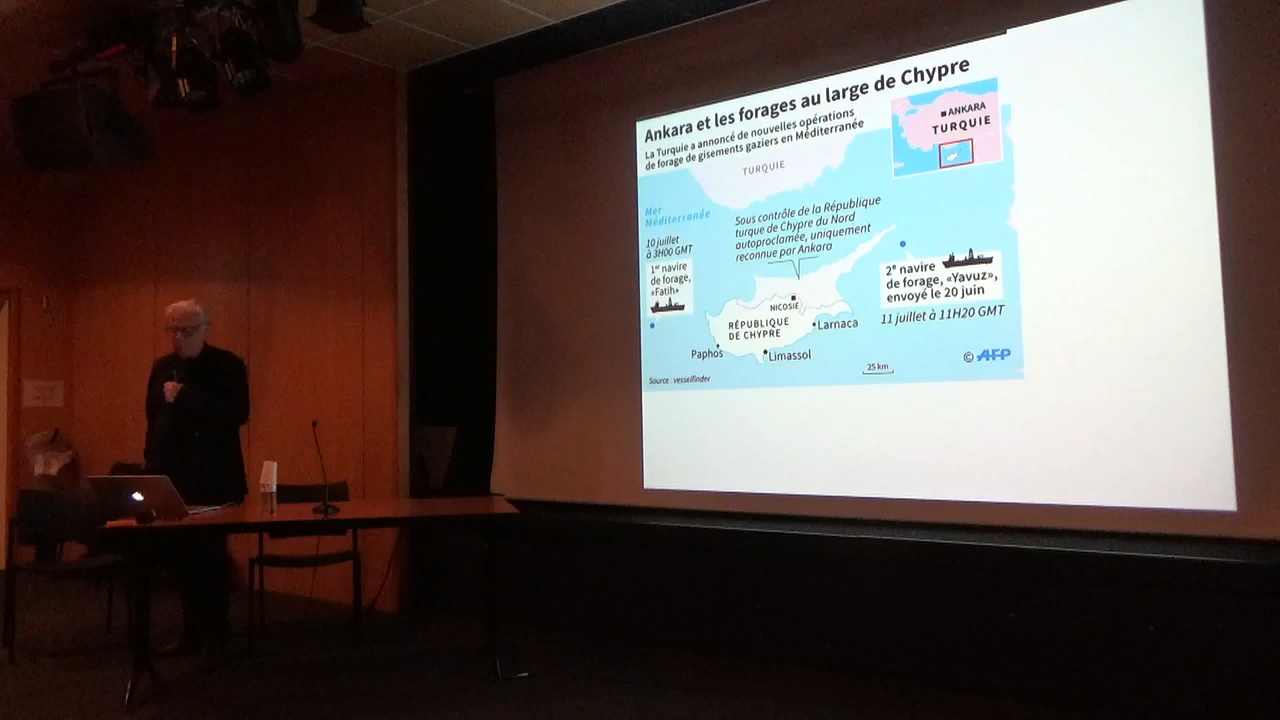 Ankara et les forages au large de Chypre
La Turquie a annoncé de nouvelles opérations
de forage de gisements gaziers en Méditerranée
ANKARA
TURQUIE
TURQUIE
Mer
Méditerranée
10 juillet
à 3H00 GMT
1er navire
de forage,
«Fatih»
Sous contrôle de la République
turque de Chypre du Nord
autoproclamée, uniquement
reconnue par Ankara
2e navire
de forage, «Yavuz»,
envoyé le 20 juin
11 juillet à 11H20 GMT
NICOSIE
RÉPUBLIQUE
DE CHYPRE
Larnaca
Paphos
Limassol
25 km
© AFP
Source : vesselfinder